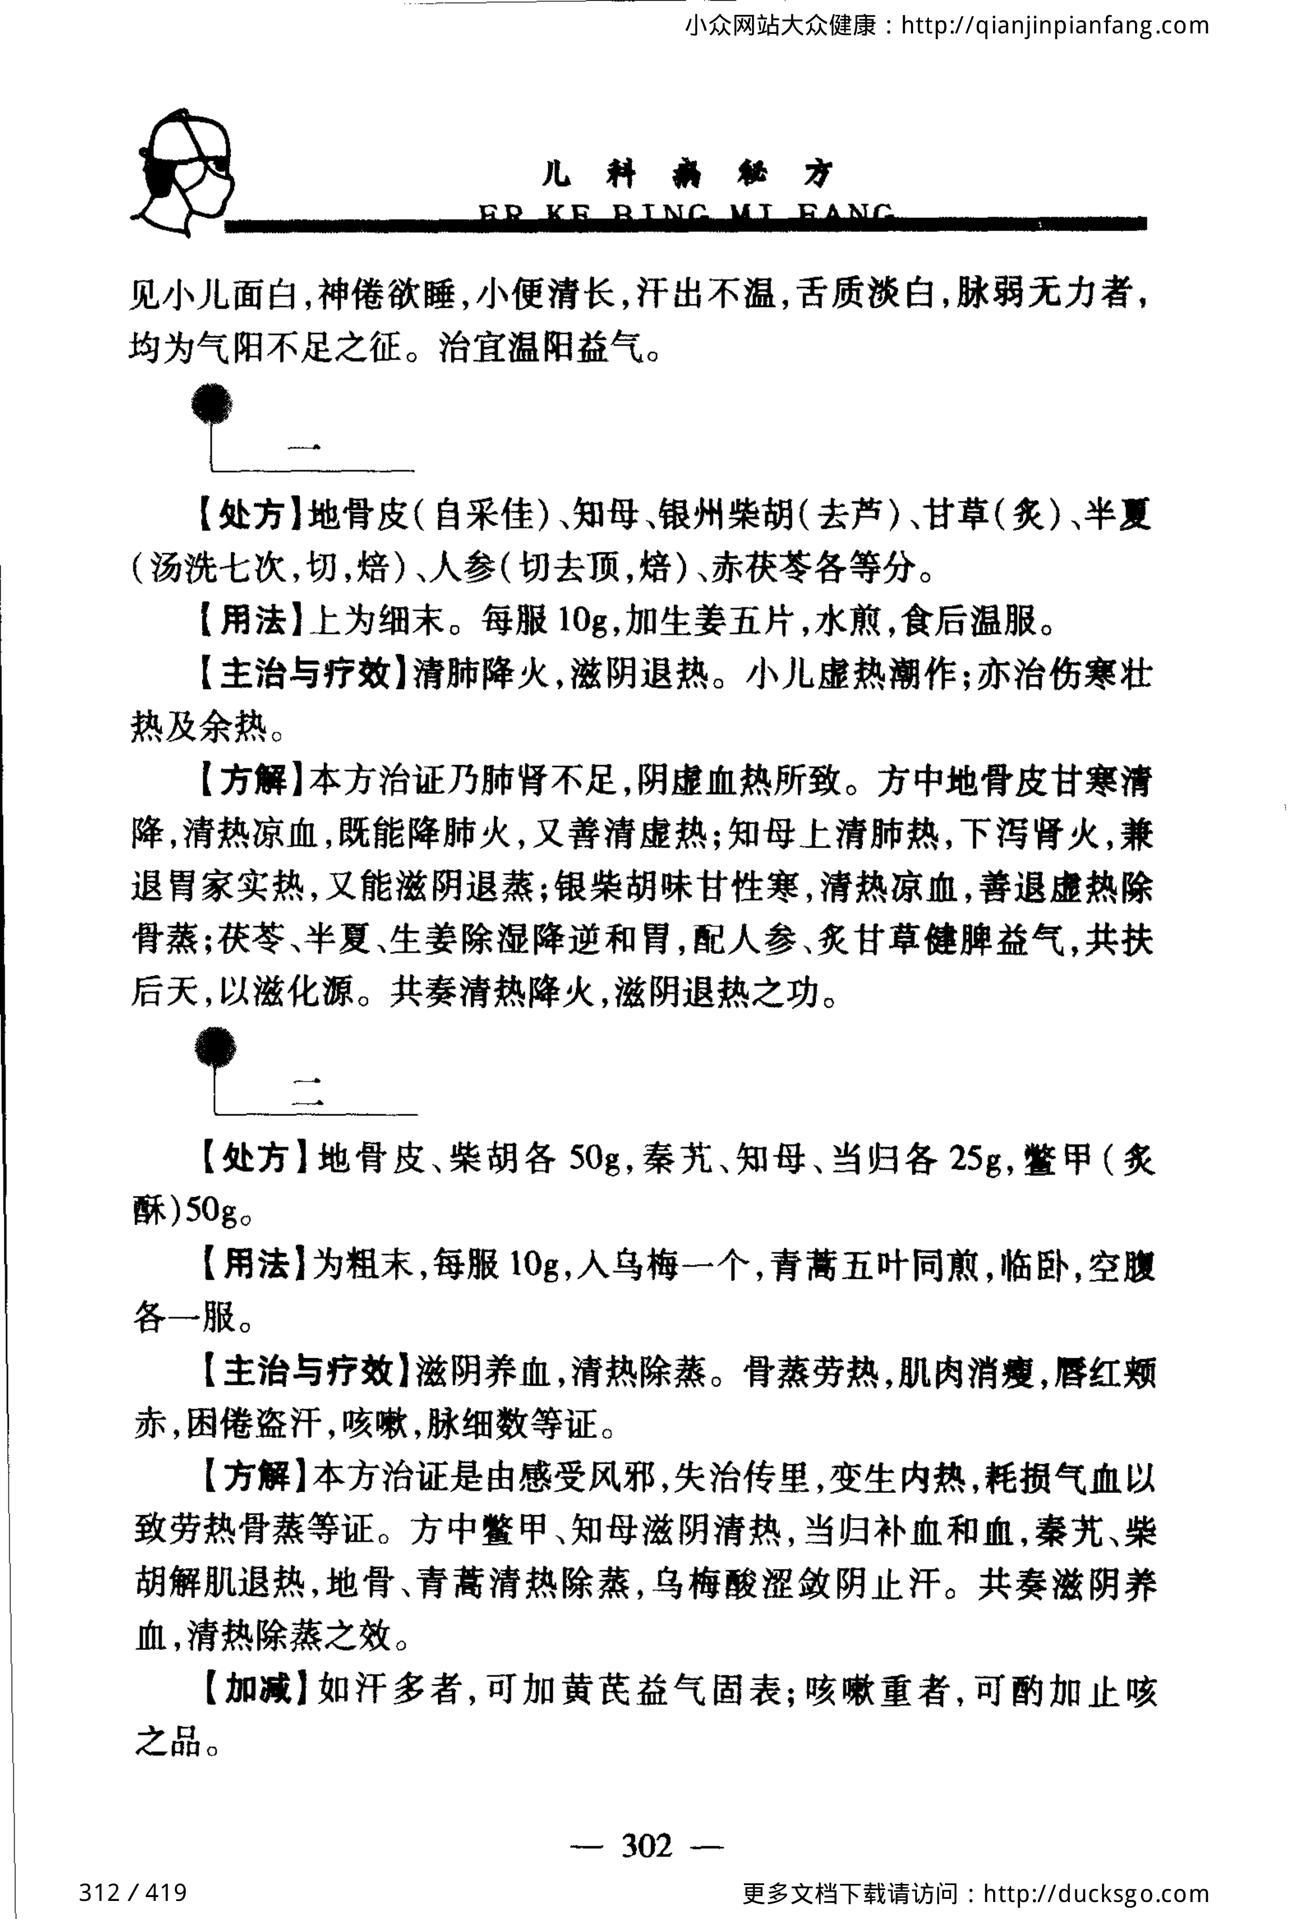 小众网站大众健康：http://qianjinpianfang.com
儿科病秘方
ER KE BING MI FANG
见小儿面白,神倦欲睡,小便清长,汗出不温,舌质淡白,脉弱无力者,
均为气阳不足之征。治宜温阳益气。
一
【处方】地骨皮(自采佳)、知母、银州柴胡(去芦)、甘草(炙)、半夏
(汤洗七次,切,焙)、人参(切去顶,焙)、赤茯苓各等分。
【用法】上为细末。每服10g,加生姜五片,水煎,食后温服。
【主治与疗效】清肺降火,滋阴退热。小儿虚热潮作;亦治伤寒壮
热及余热。
【方解】本方治证乃肺肾不足,阴虚血热所致。方中地骨皮甘寒清
降,清热凉血,既能降肺火,又善清虚热;知母上清肺热,下泻肾火,兼
退胃家实热,又能滋阴退蒸;银柴胡味甘性寒,清热凉血,善退虚热除
骨蒸;茯苓、半夏、生姜除湿降逆和胃,配人参、炙甘草健脾益气,共扶
后天,以滋化源。共奏清热降火,滋阴退热之功。
二
【处方】地骨皮、柴胡各50g,秦艽、知母、当归各25g,鳖甲(炙
酥)50g。
【用法】为粗末,每服10g,入乌梅一个,青蒿五叶同煎,临卧,空腹
各一服。
【主治与疗效】滋阴养血,清热除蒸。骨蒸劳热,肌肉消瘦,唇红颊
赤,困倦盗汗,咳嗽,脉细数等证。
【方解】本方治证是由感受风邪,失治传里,变生内热,耗损气血以
致劳热骨蒸等证。方中鳖甲、知母滋阴清热,当归补血和血,秦艽、柴
胡解肌退热,地骨、青蒿清热除蒸,乌梅酸涩敛阴止汗。共奏滋阴养
血,清热除蒸之效。
【加减】如汗多者,可加黄芪益气固表;咳嗽重者,可酌加止咳
之品。
— 302 —
312 / 419
更多文档下载请访问：http://ducksgo.com